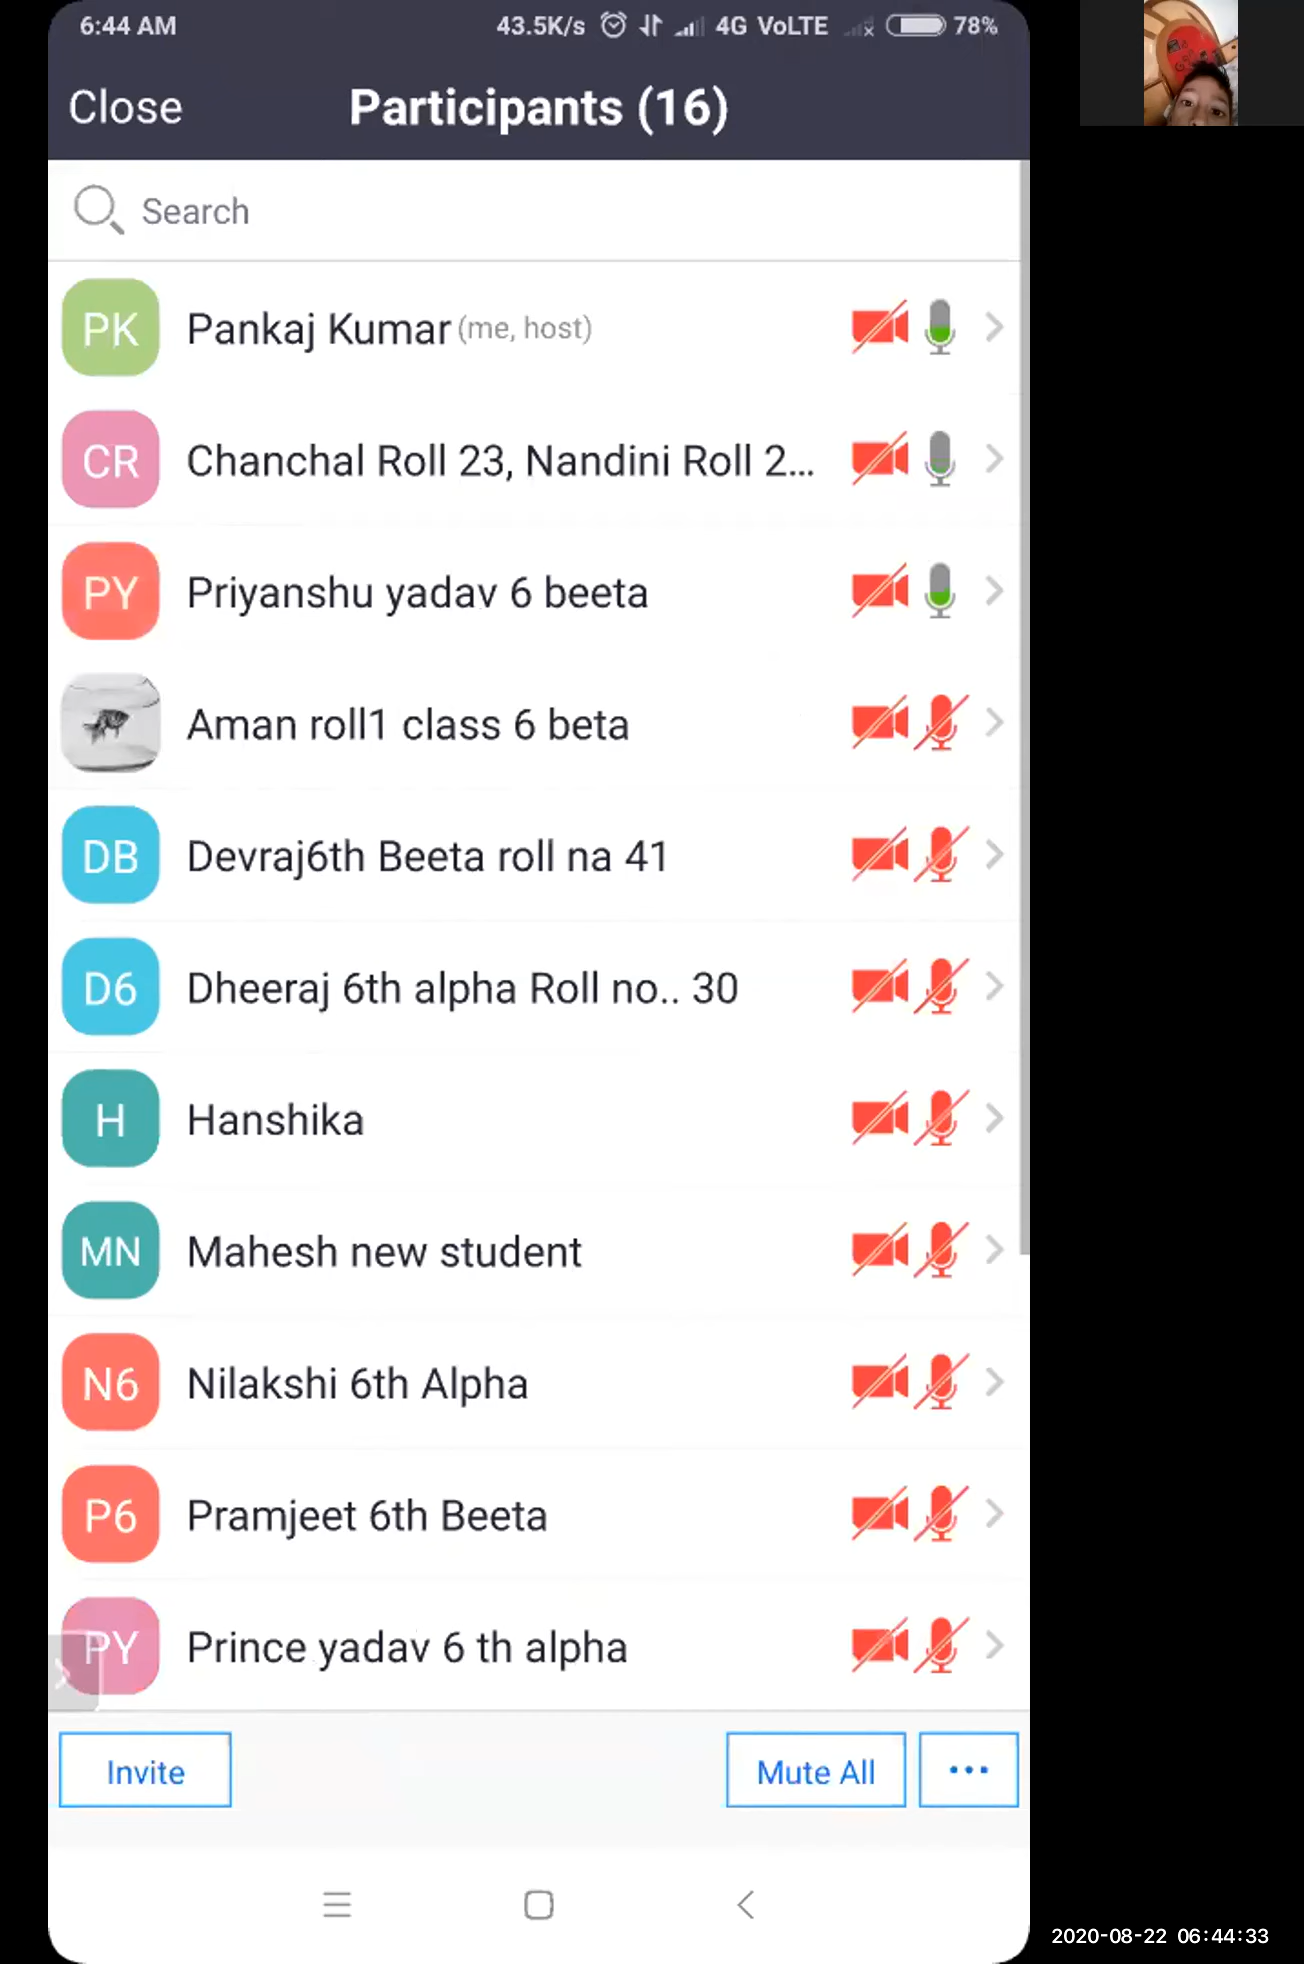 6:44 AM 43.5K/s 4G VoLTE 78%
Close Participants (16)
Search
PK Pankaj Kumar (me, host)
CR Chanchal Roll 23, Nandini Roll 2...
PY Priyanshu yadav 6 beeta
Aman roll1 class 6 beta
DB Devraj6th Beeta roll na 41
D6 Dheeraj 6th alpha Roll no.. 30
H Hanshika
MN Mahesh new student
N6 Nilakshi 6th Alpha
P6 Pramjeet 6th Beeta
PY Prince yadav 6 th alpha
Invite Mute All ...
2020-08-22 06:44:33